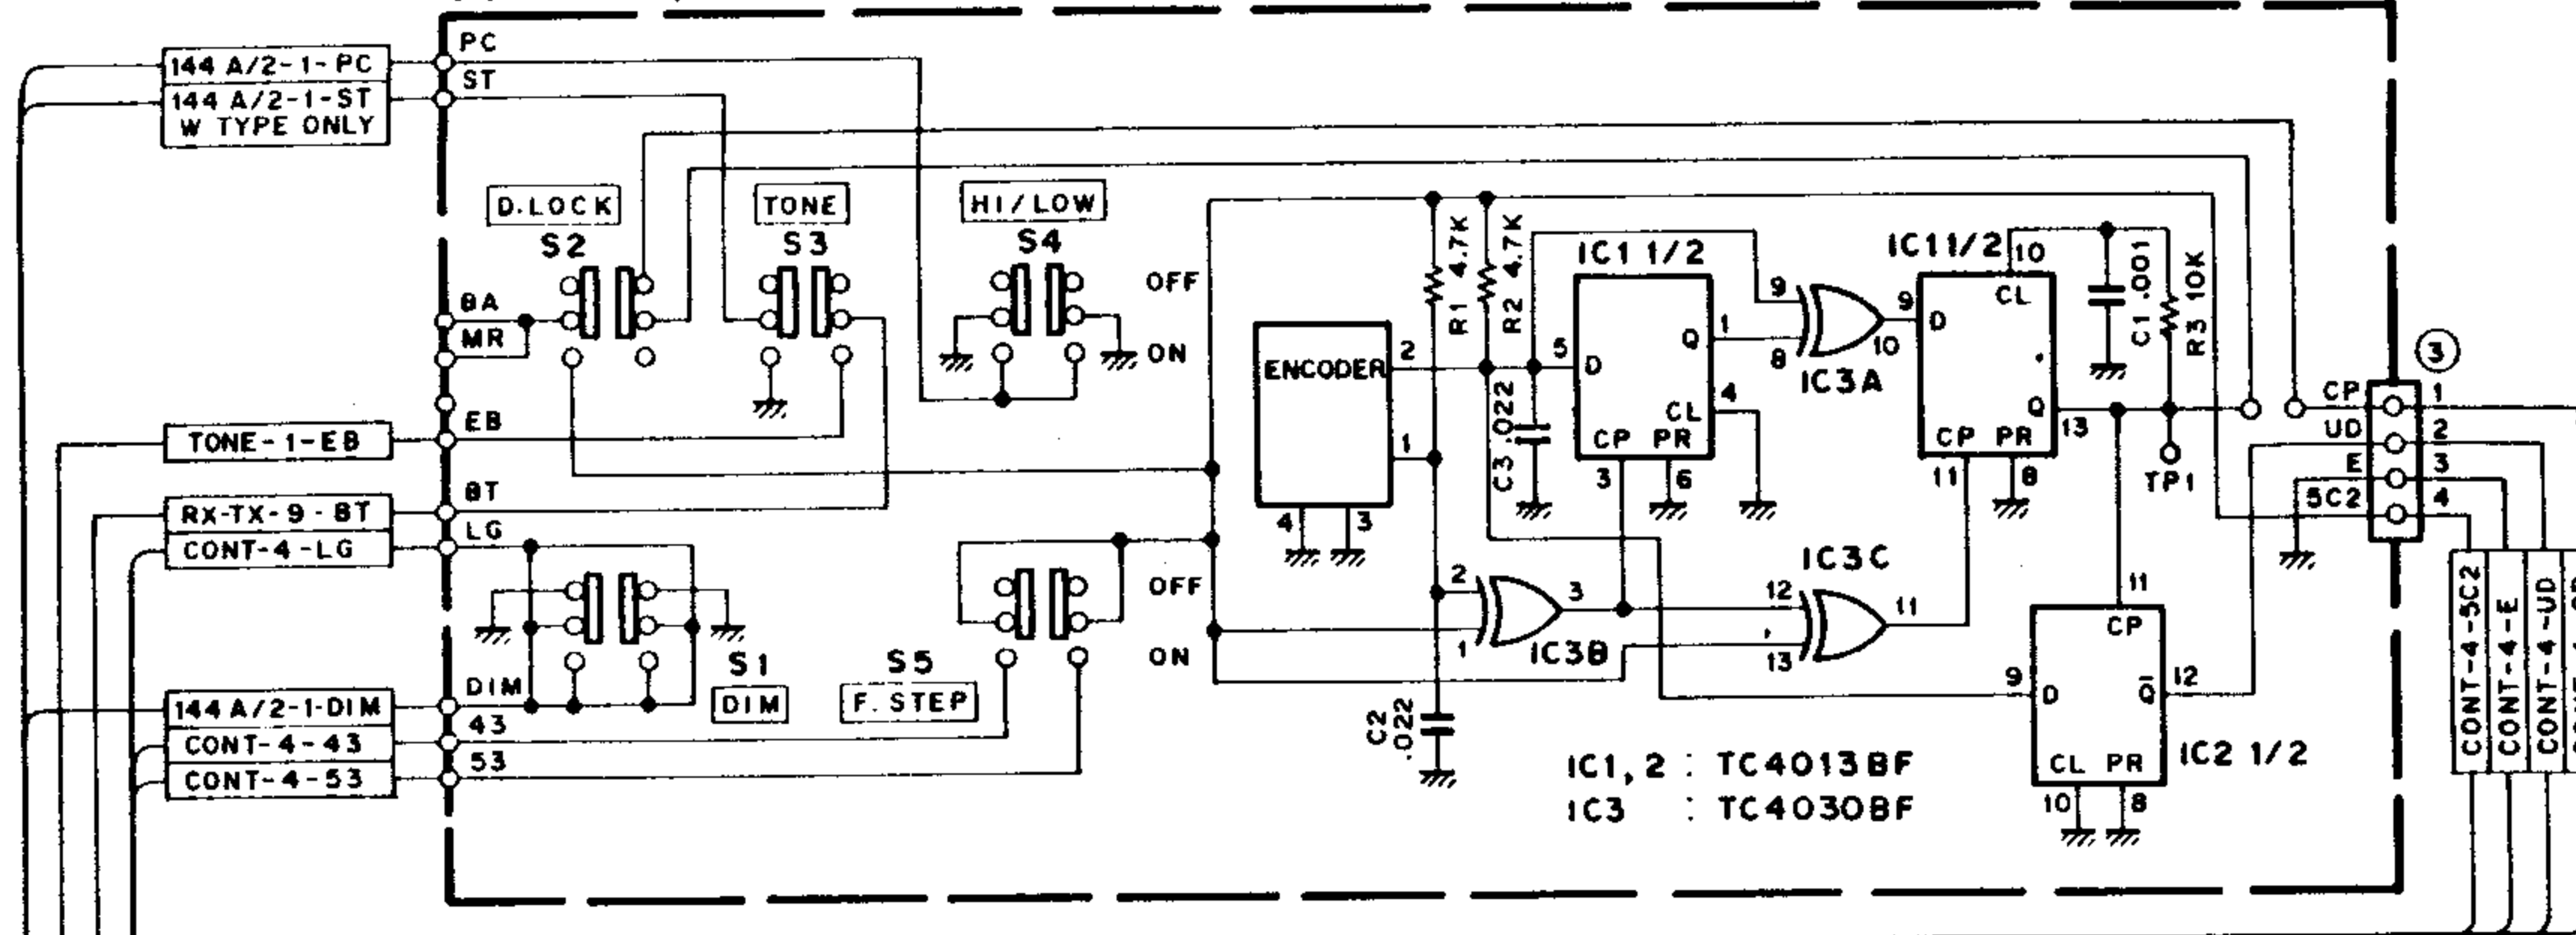 PC
144 A/2-1-PC
ST
144 A/2-1-ST
W TYPE ONLY
D.LOCK
TONE
HI/LOW
S2
S3
S4
OFF
ON
BA
MR
TONE-1-EB
EB
RX-TX-9-BT
BT
CONT-4-LG
LG
144 A/2-1-DIM
DIM
CONT-4-43
43
CONT-4-53
53
S1
DIM
S5
F. STEP
OFF
ON
ENCODER
2
1
4
3
R1 4.7K
R2 4.7K
C3 .022
C2
.022
IC1 1/2
5
D
Q
1
CL
4
CP
PR
3
6
9
8
10
IC3A
IC1 1/2
10
CL
9
D
Q
13
CP
PR
11
8
C1 .001
R3 10K
TP1
2
1
3
IC3B
IC3C
12
13
11
11
CP
9
D
Q̄
12
CL
PR
10
8
IC2 1/2
3
CP
1
UD
2
E
3
5C2
4
CONT-4-5C2
CONT-4-E
CONT-4-UD
IC1,2 : TC4013BF
IC3 : TC4030BF